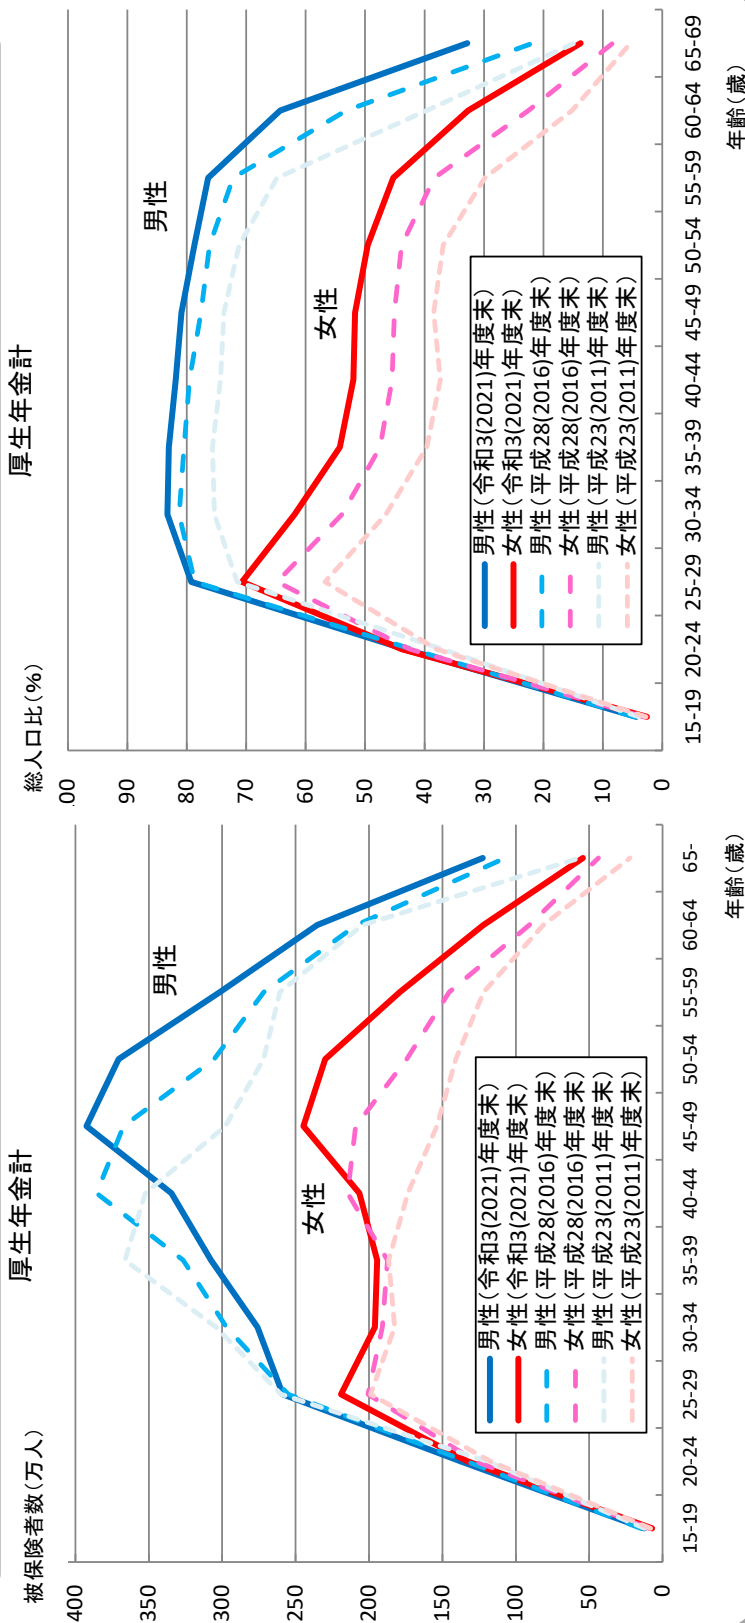 厚生年金計
被保険者数(万人)
400
350
300
250
200
150
100
50
0
男性
女性
男性(令和3(2021)年度末)
女性(令和3(2021)年度末)
男性(平成28(2016)年度末)
女性(平成28(2016)年度末)
男性(平成23(2011)年度末)
女性(平成23(2011)年度末)
15-19 20-24 25-29 30-34 35-39 40-44 45-49 50-54 55-59 60-64 65-
年齢(歳)
厚生年金計
総人口比(%)
100
90
80
70
60
50
40
30
20
10
0
男性
女性
男性(令和3(2021)年度末)
女性(令和3(2021)年度末)
男性(平成28(2016)年度末)
女性(平成28(2016)年度末)
男性(平成23(2011)年度末)
女性(平成23(2011)年度末)
15-19 20-24 25-29 30-34 35-39 40-44 45-49 50-54 55-59 60-64 65-69
年齢(歳)